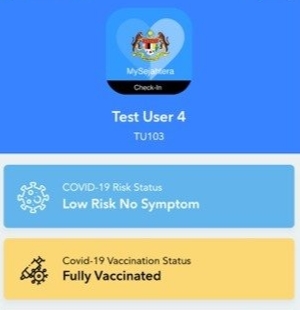 MySejahtera
Check-In
Test User 4
TU103
COVID-19 Risk Status
Low Risk No Symptom
Covid-19 Vaccination Status
Fully Vaccinated